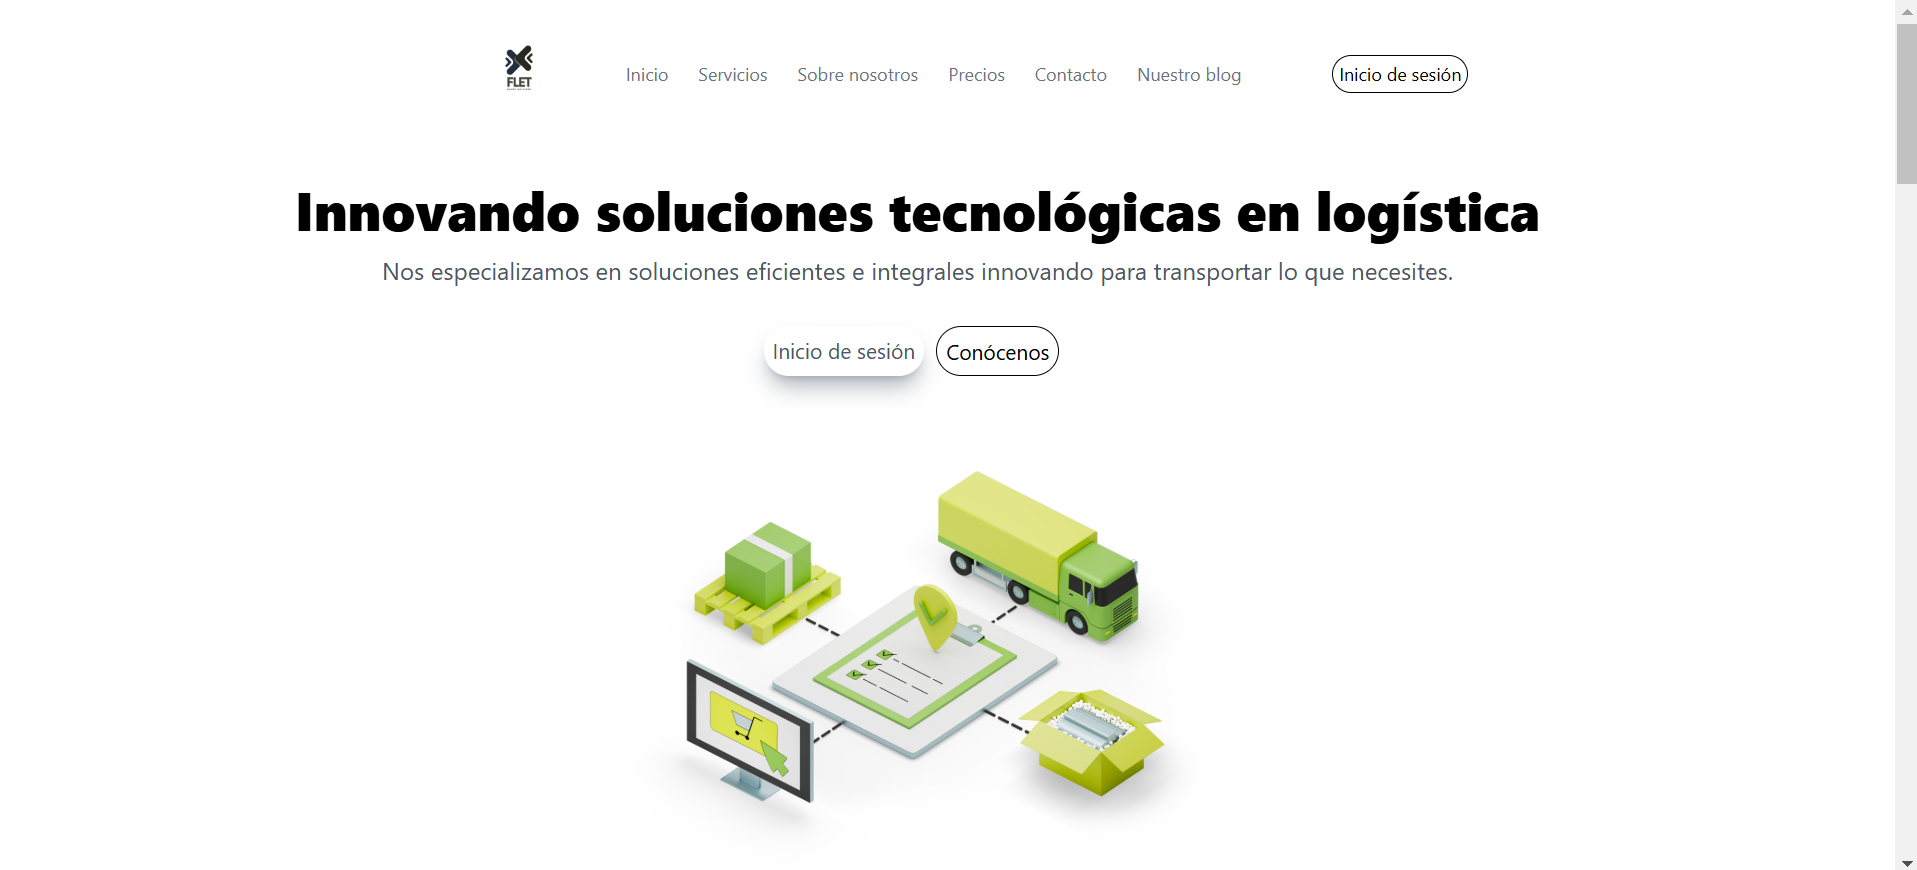 FLET
Inicio Servicios Sobre nosotros Precios Contacto Nuestro blog Inicio de sesión
Innovando soluciones tecnológicas en logística
Nos especializamos en soluciones eficientes e integrales innovando para transportar lo que necesites.
Inicio de sesión Conócenos